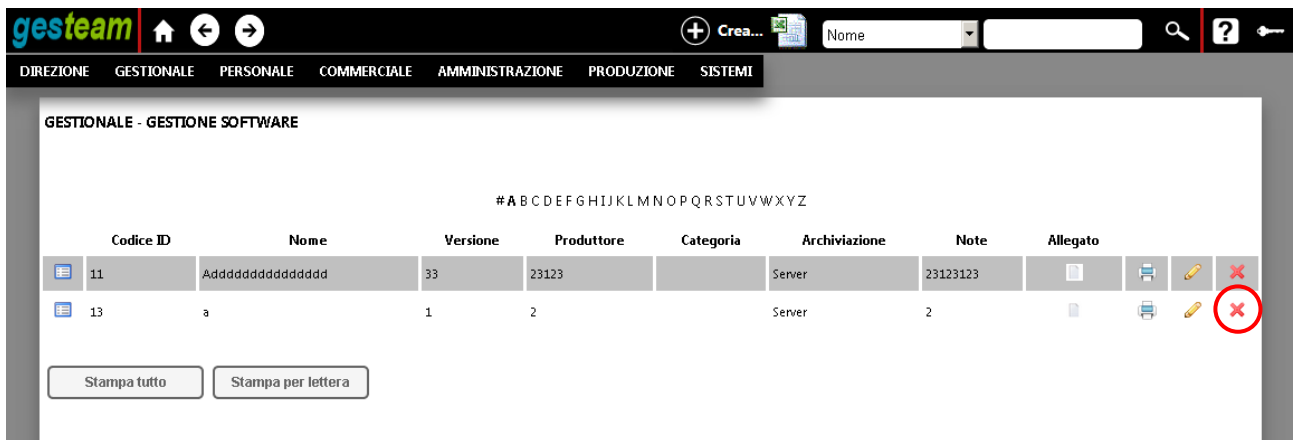 gesteam Crea... Nome ?
DIREZIONE GESTIONALE PERSONALE COMMERCIALE AMMINISTRAZIONE PRODUZIONE SISTEMI
GESTIONALE - GESTIONE SOFTWARE
# A B C D E F G H I J K L M N O P Q R S T U V W X Y Z
Codice ID Nome Versione Produttore Categoria Archiviazione Note Allegato
11 Addddddddddddddd 33 23123 Server 23123123
13 a 1 2 Server 2
Stampa tutto Stampa per lettera